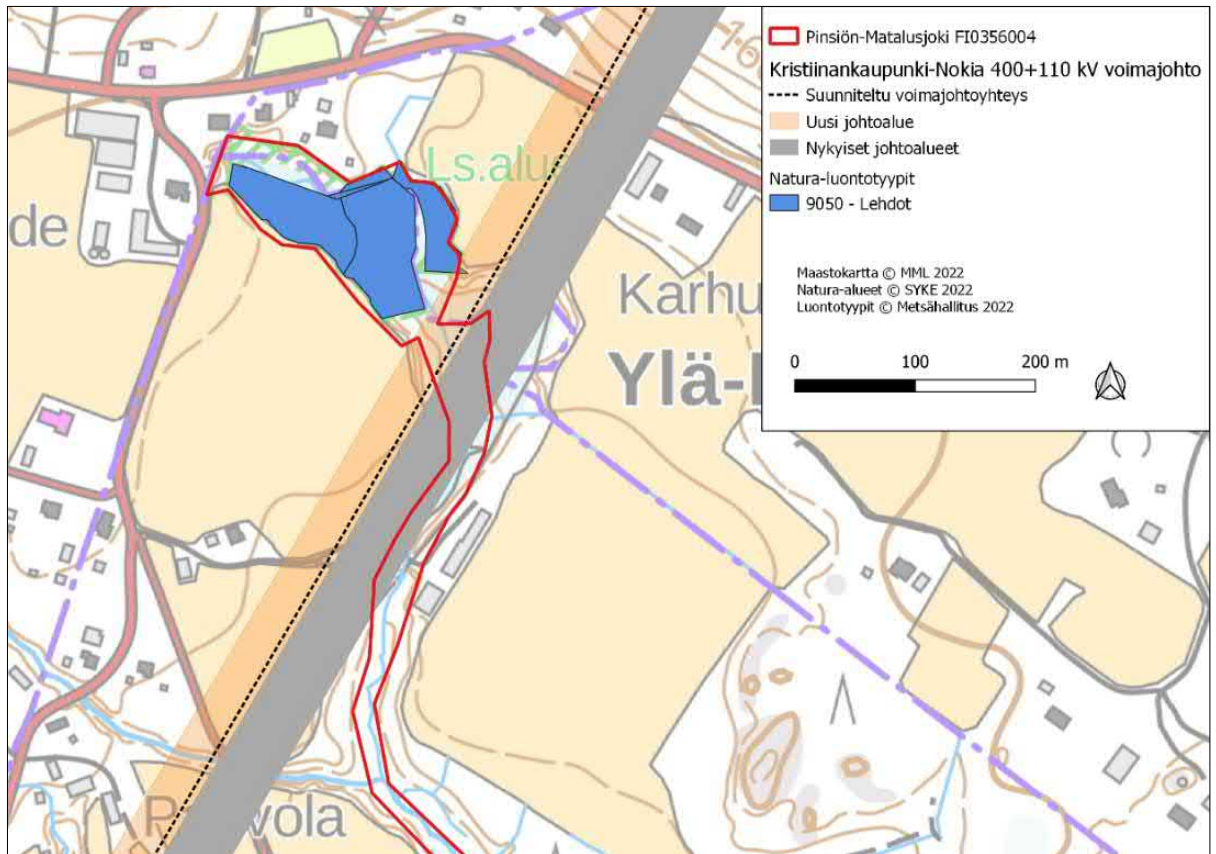 Pinsiön-Matalusjoki FI0356004
Kristiinankaupunki-Nokia 400+110 kV voimajohto
Suunniteltu voimajohtoyhteys
Uusi johtoalue
Nykyiset johtoalueet
Natura-luontotyypit
9050 - Lehdot
Maastokartta © MML 2022
Natura-alueet © SYKE 2022
Luontotyypit © Metsähallitus 2022
0 100 200 m
Ls.alu
de
Karhu
Ylä-
vola